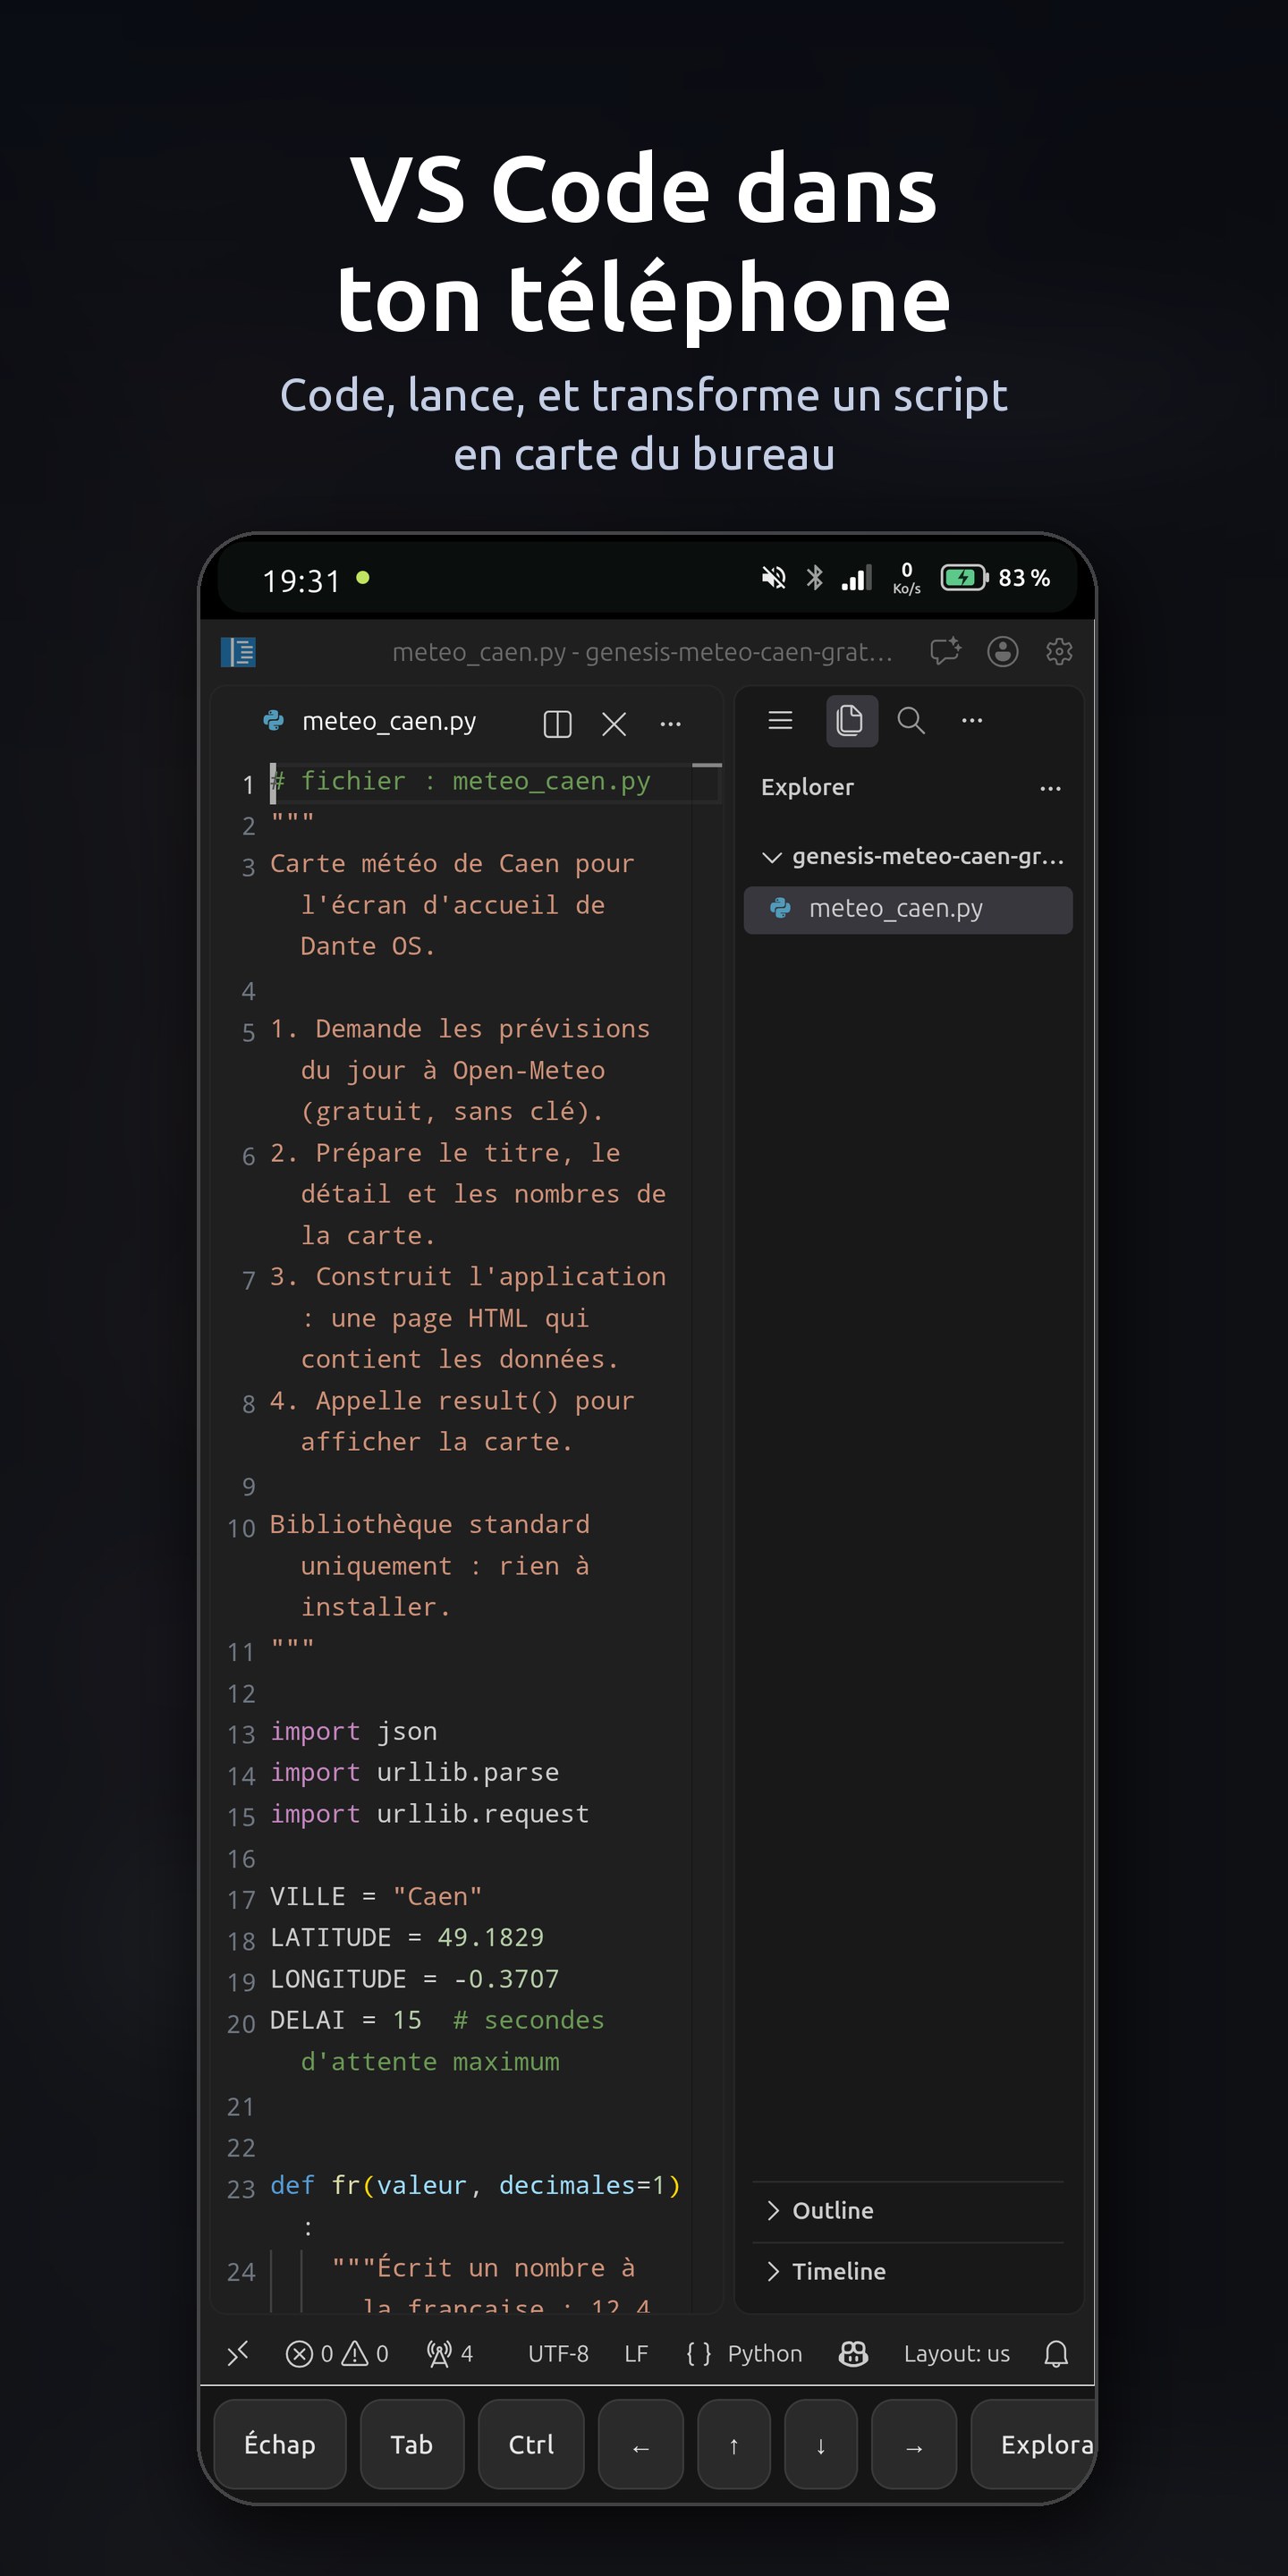 VS Code dans
ton téléphone
Code, lance, et transforme un script
en carte du bureau
19:31
0
Ko/s
83 %
meteo_caen.py - genesis-meteo-caen-grat…
meteo_caen.py
1 # fichier : meteo_caen.py
2 """
3 Carte météo de Caen pour
l'écran d'accueil de
Dante OS.
4
5 1. Demande les prévisions
du jour à Open-Meteo
(gratuit, sans clé).
6 2. Prépare le titre, le
détail et les nombres de
la carte.
7 3. Construit l'application
: une page HTML qui
contient les données.
8 4. Appelle result() pour
afficher la carte.
9
10 Bibliothèque standard
uniquement : rien à
installer.
11 """
12
13 import json
14 import urllib.parse
15 import urllib.request
16
17 VILLE = "Caen"
18 LATITUDE = 49.1829
19 LONGITUDE = -0.3707
20 DELAI = 15  # secondes
d'attente maximum
21
22
23 def fr(valeur, decimales=1)
:
24 """Écrit un nombre à
la française : 12,4
Explorer
genesis-meteo-caen-gr…
meteo_caen.py
Outline
Timeline
0 0 4 UTF-8 LF {} Python Layout: us
Échap Tab Ctrl ← ↑ ↓ → Explora